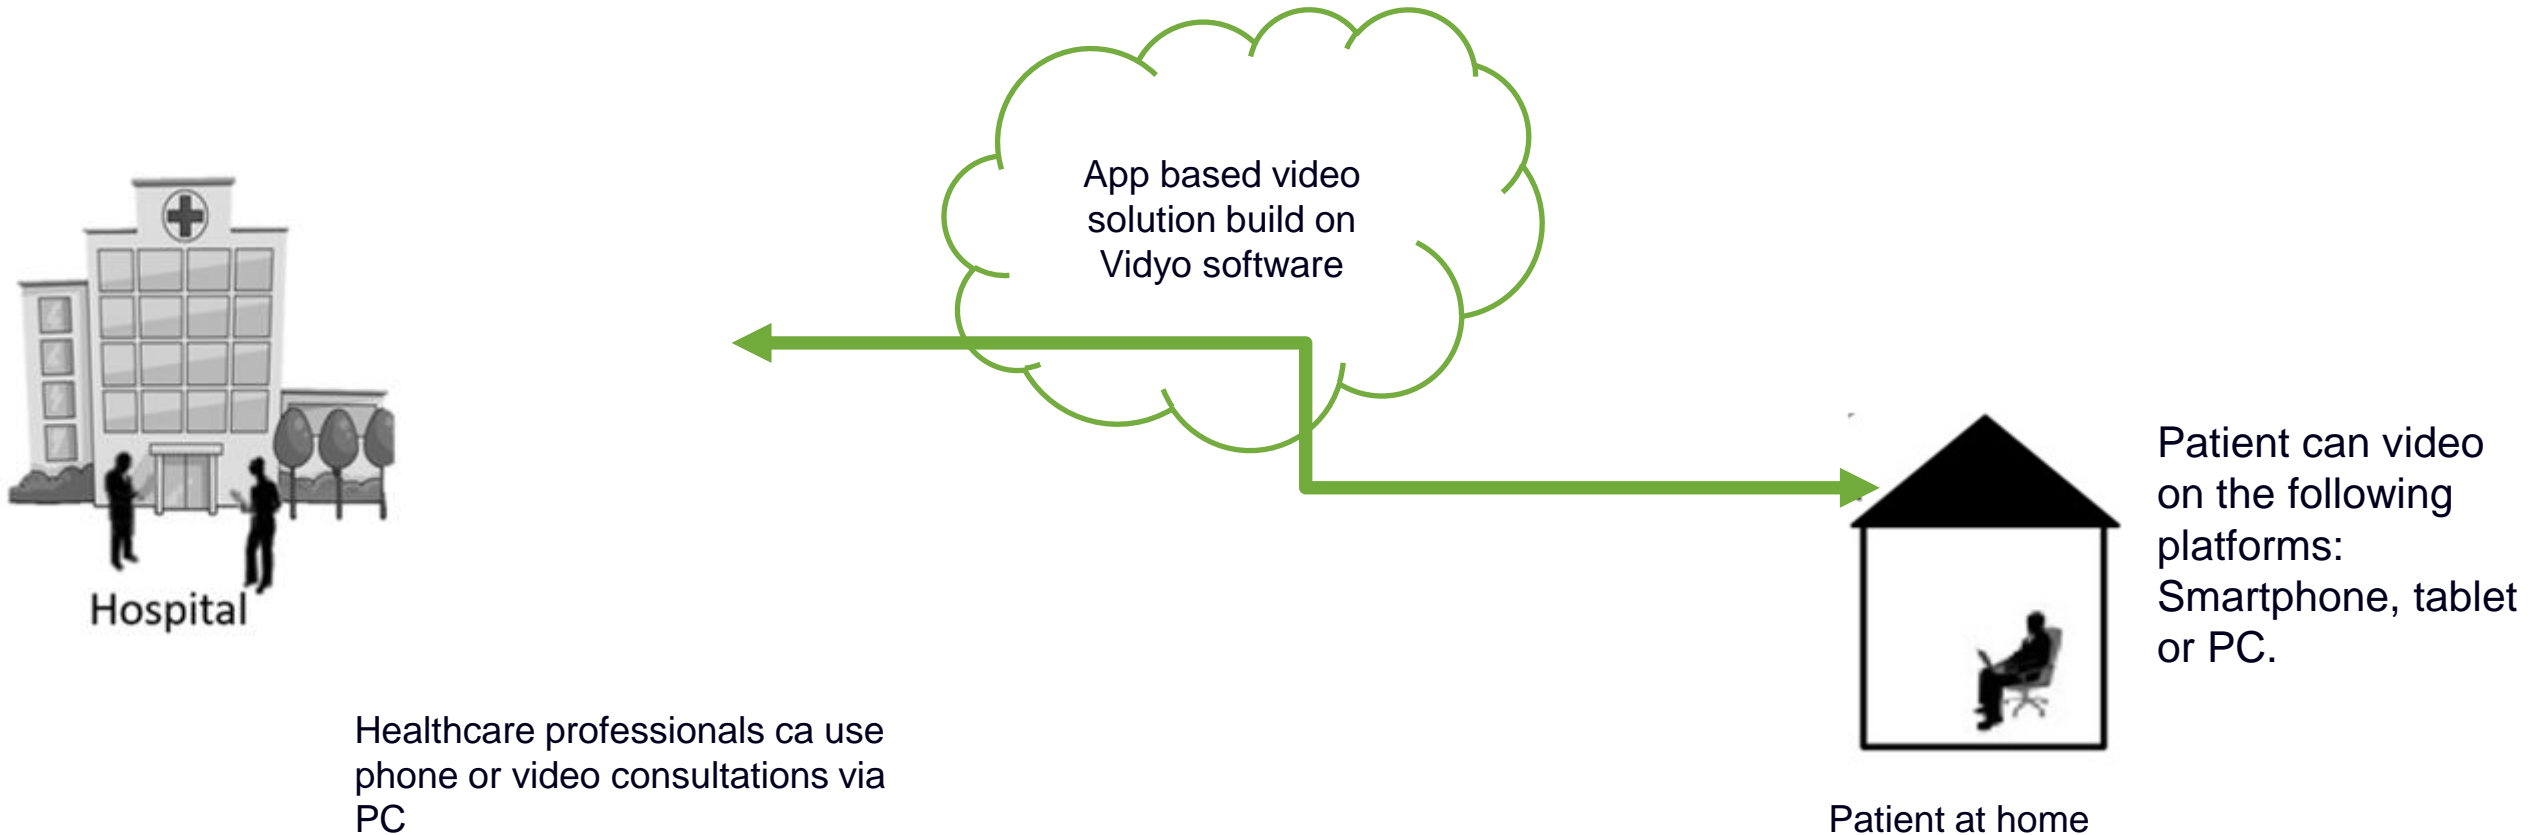 App based video
solution build on
Vidyo software
Hospital
Patient can video
on the following
platforms:
Smartphone, tablet
or PC.
Healthcare professionals ca use
phone or video consultations via
PC
Patient at home